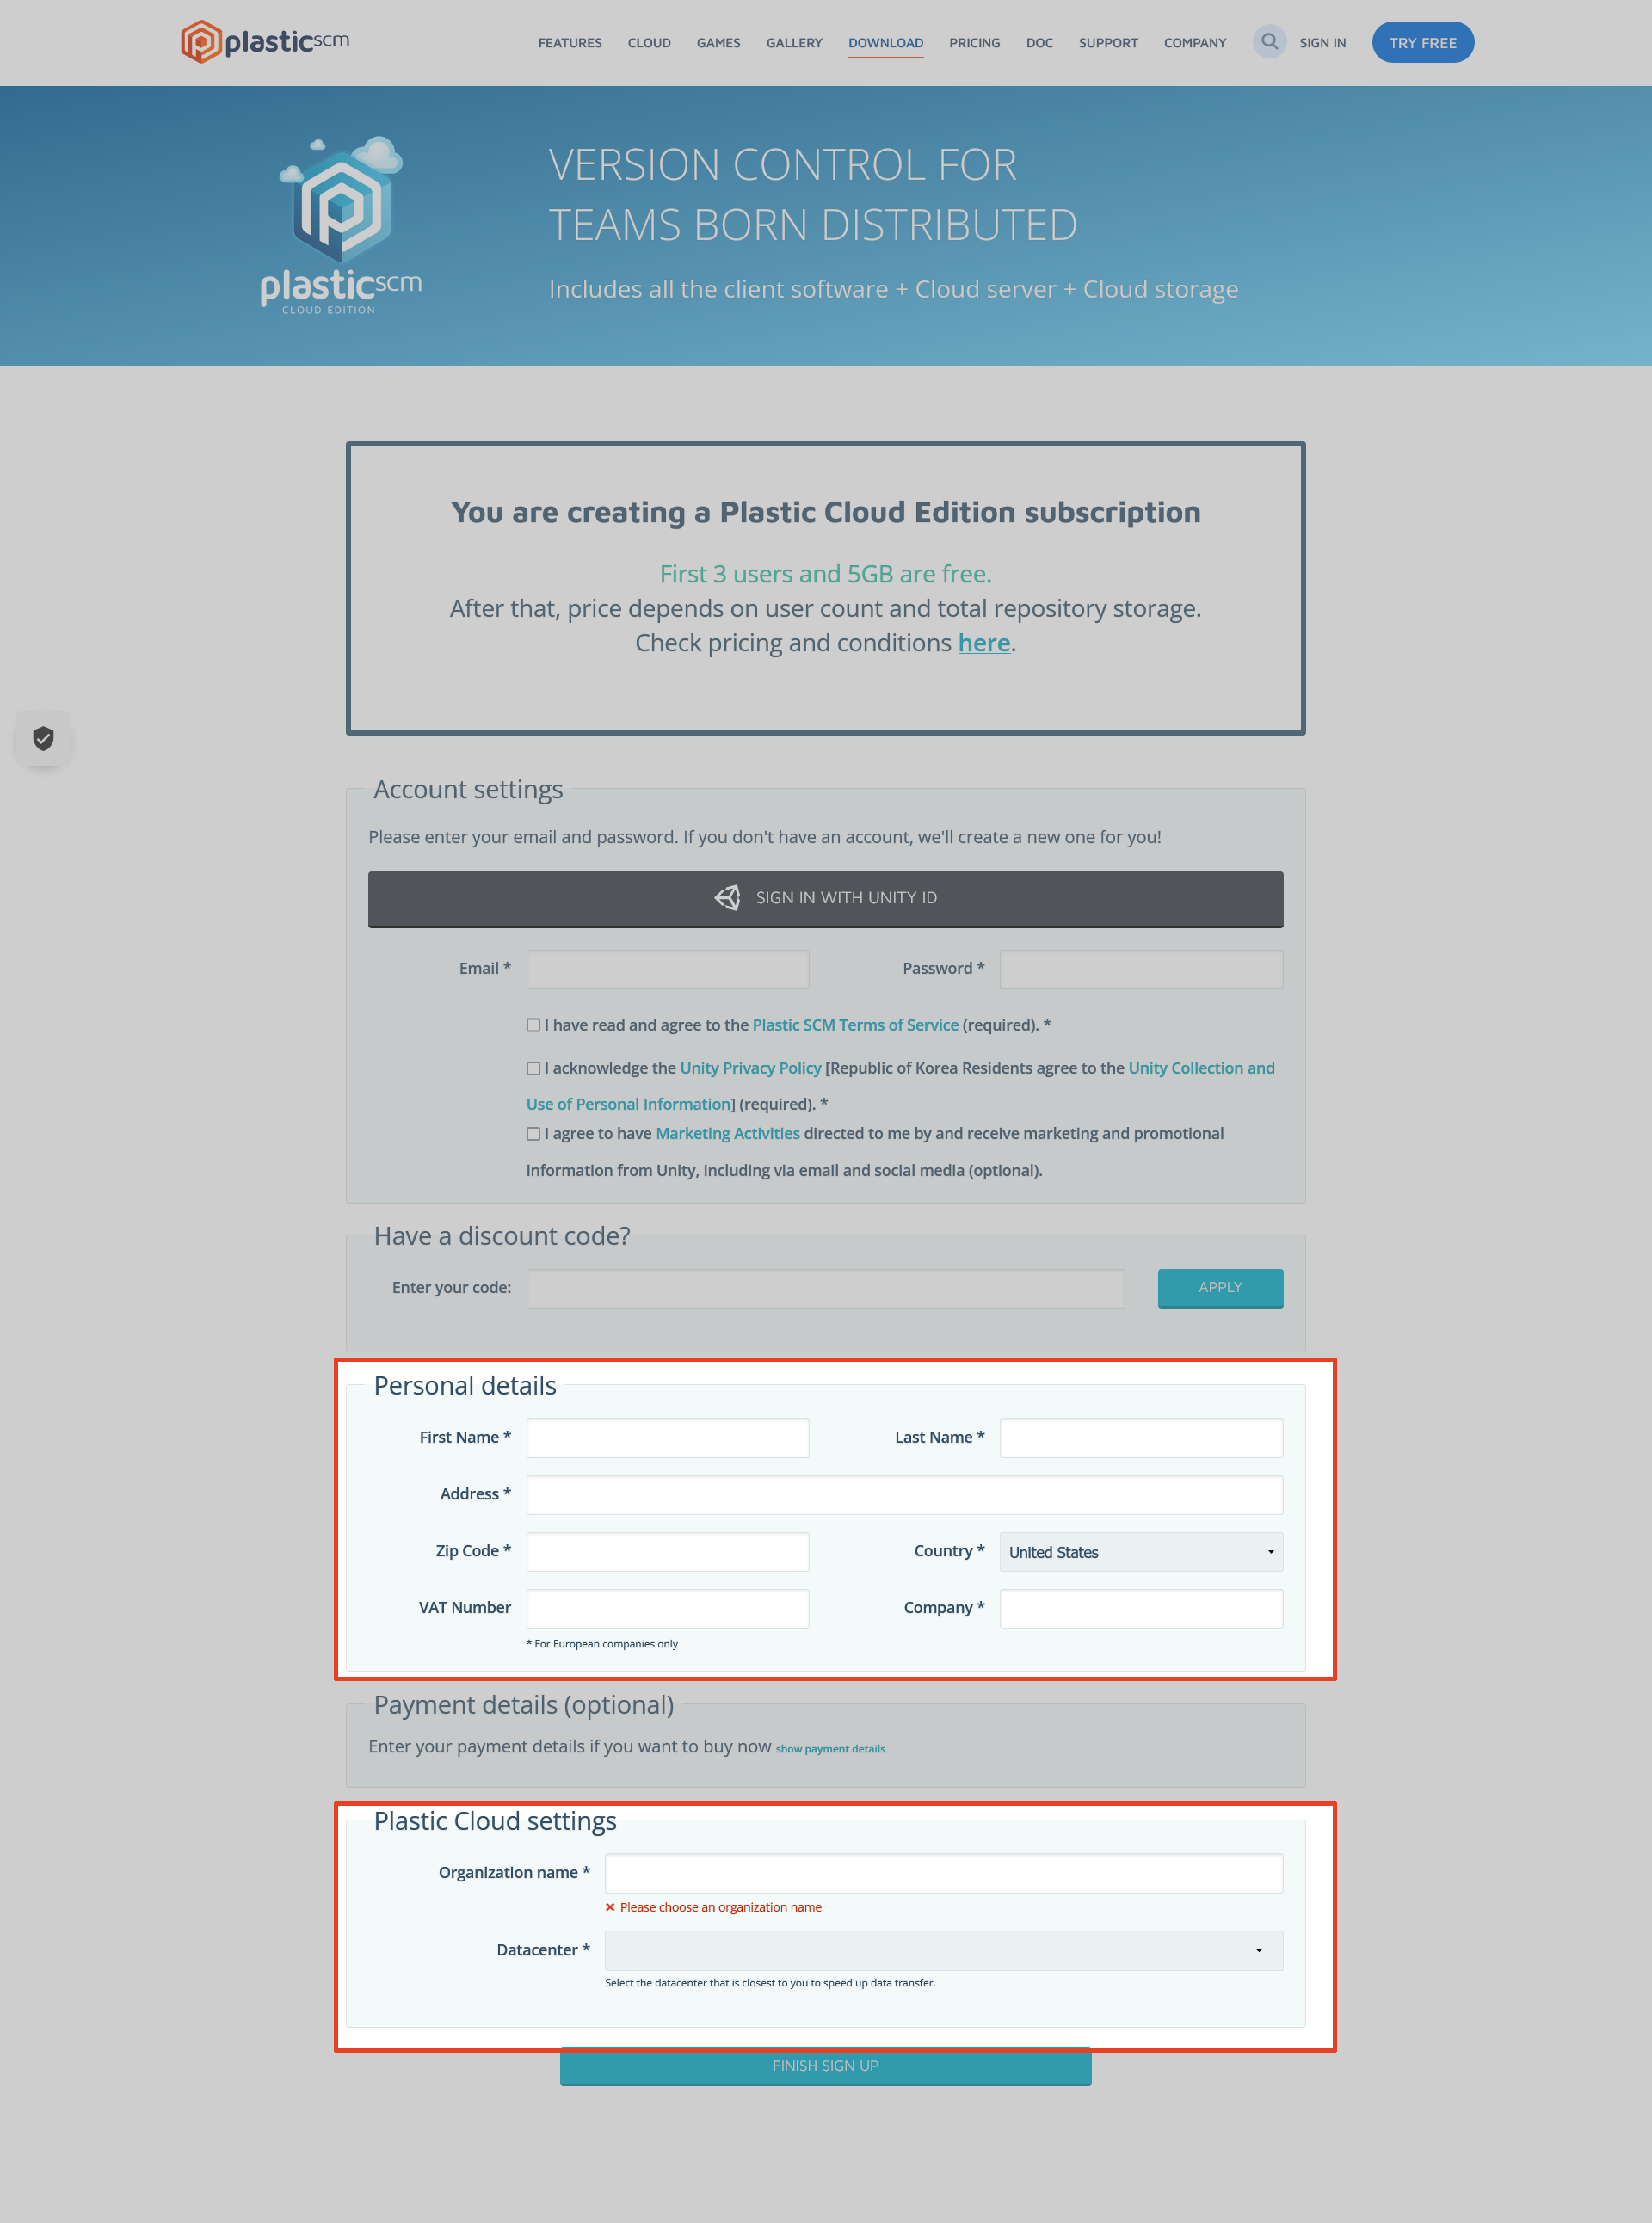 plasticscm
FEATURES CLOUD GAMES GALLERY DOWNLOAD PRICING DOC SUPPORT COMPANY SIGN IN TRY FREE
VERSION CONTROL FOR
TEAMS BORN DISTRIBUTED
Includes all the client software + Cloud server + Cloud storage
plasticscm
CLOUD EDITION
You are creating a Plastic Cloud Edition subscription
First 3 users and 5GB are free.
After that, price depends on user count and total repository storage.
Check pricing and conditions here.
Account settings
Please enter your email and password. If you don't have an account, we'll create a new one for you!
SIGN IN WITH UNITY ID
Email * Password *
I have read and agree to the Plastic SCM Terms of Service (required). *
I acknowledge the Unity Privacy Policy [Republic of Korea Residents agree to the Unity Collection and
Use of Personal Information] (required). *
I agree to have Marketing Activities directed to me by and receive marketing and promotional
information from Unity, including via email and social media (optional).
Have a discount code?
Enter your code: APPLY
Personal details
First Name * Last Name *
Address *
Zip Code * Country * United States
VAT Number Company *
* For European companies only
Payment details (optional)
Enter your payment details if you want to buy now show payment details
Plastic Cloud settings
Organization name *
Please choose an organization name
Datacenter *
Select the datacenter that is closest to you to speed up data transfer.
FINISH SIGN UP